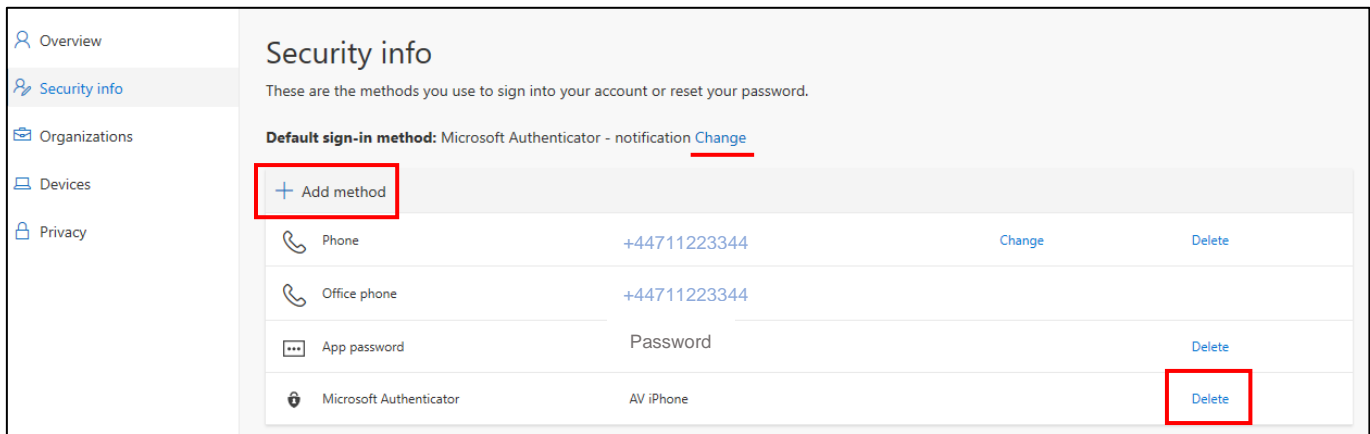 Overview
Security info
Organizations
Devices
Privacy
Security info
These are the methods you use to sign into your account or reset your password.
Default sign-in method: Microsoft Authenticator - notification Change
Add method
Phone +44711223344 Change Delete
Office phone +44711223344
App password Password Delete
Microsoft Authenticator AV iPhone Delete